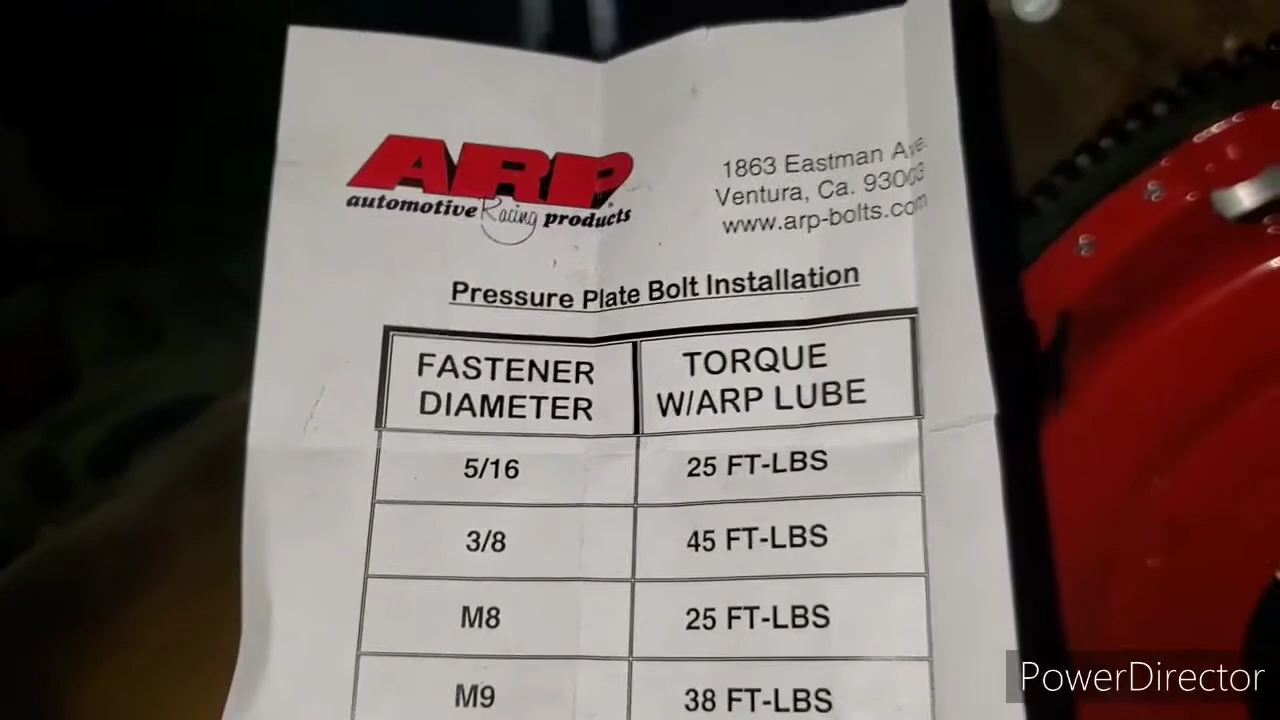 ARP
automotive Racing products
1863 Eastman Ave.
Ventura, Ca. 93003
www.arp-bolts.com
Pressure Plate Bolt Installation
FASTENER DIAMETER
TORQUE W/ARP LUBE
5/16
25 FT-LBS
3/8
45 FT-LBS
M8
25 FT-LBS
M9
38 FT-LBS
PowerDirector